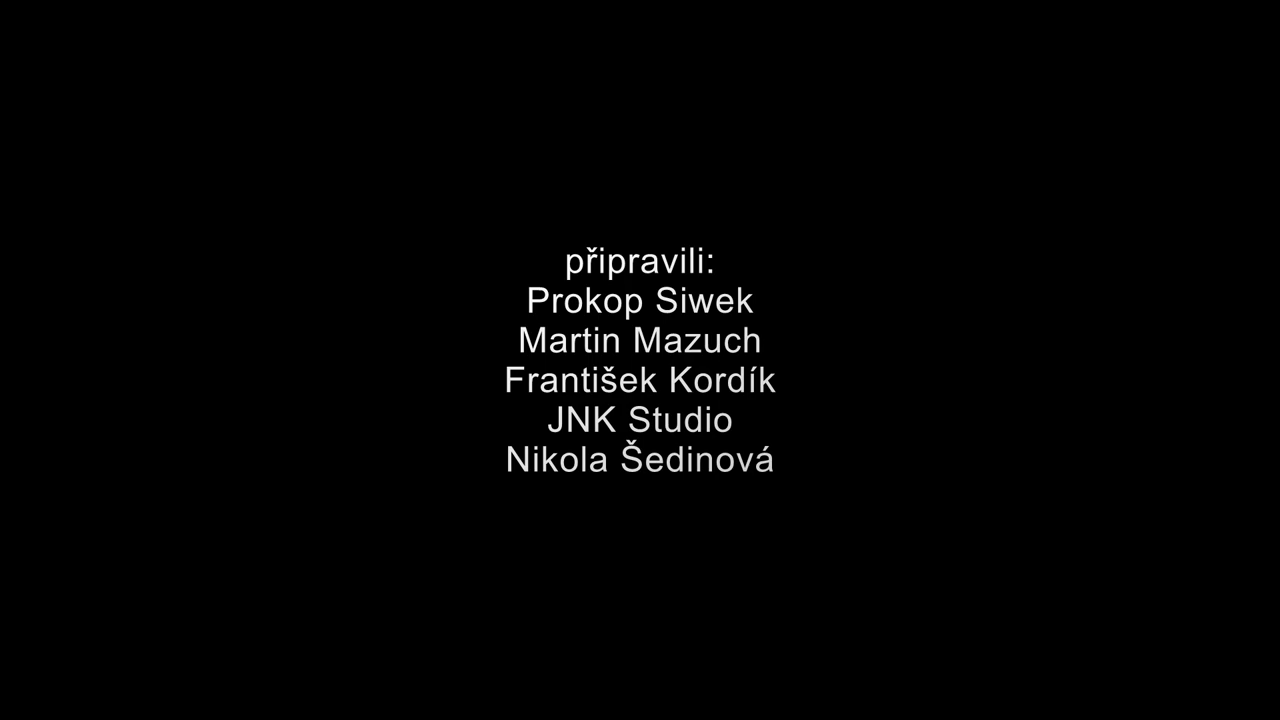 připravili:
Prokop Siwek
Martin Mazuch
František Kordík
JNK Studio
Nikola Šedinová